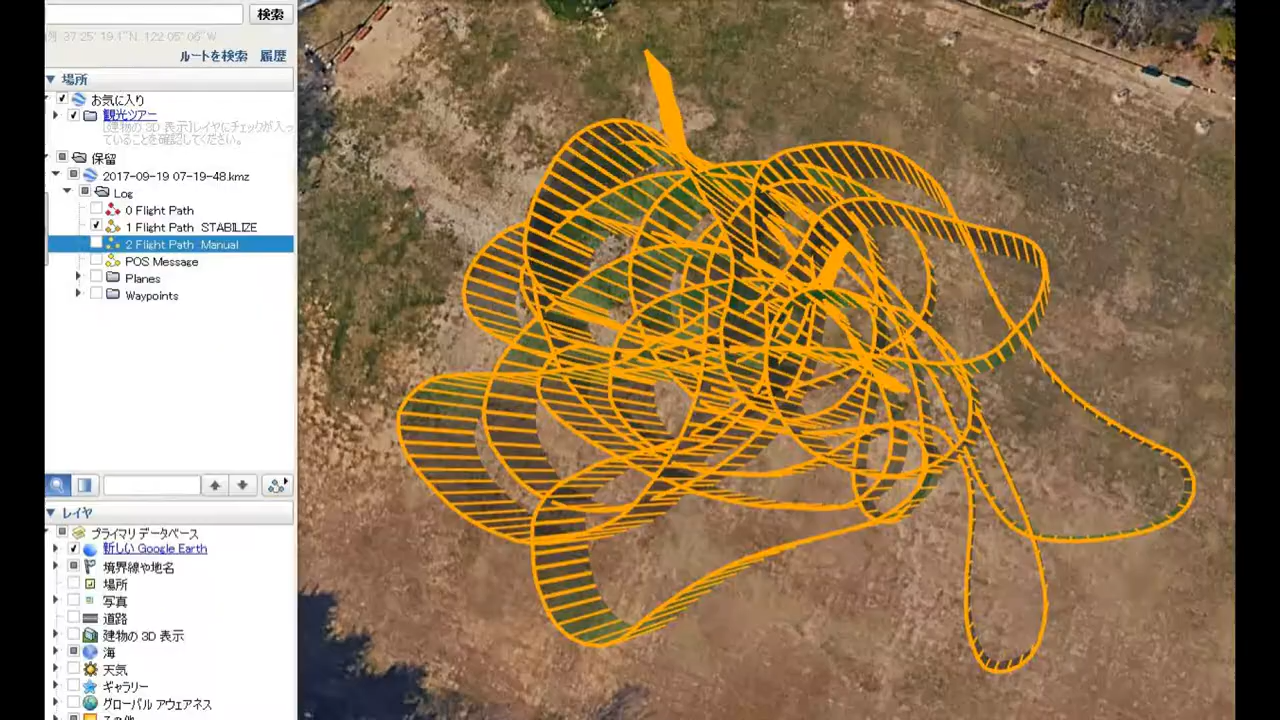 検索
例: 37°25' 19.1"N, 122°05' 06"W
ルートを検索 履歴
場所
お気に入り
観光ツアー
[建物の 3D 表示]レイヤにチェックが入っ
ていることを確認してください。
保留
2017-09-19 07-19-48.kmz
Log
0 Flight Path
1 Flight Path STABILIZE
2 Flight Path Manual
POS Message
Planes
Waypoints
レイヤ
プライマリ データベース
新しい Google Earth
境界線や地名
場所
写真
道路
建物の 3D 表示
海
天気
ギャラリー
グローバル アウェアネス
その他